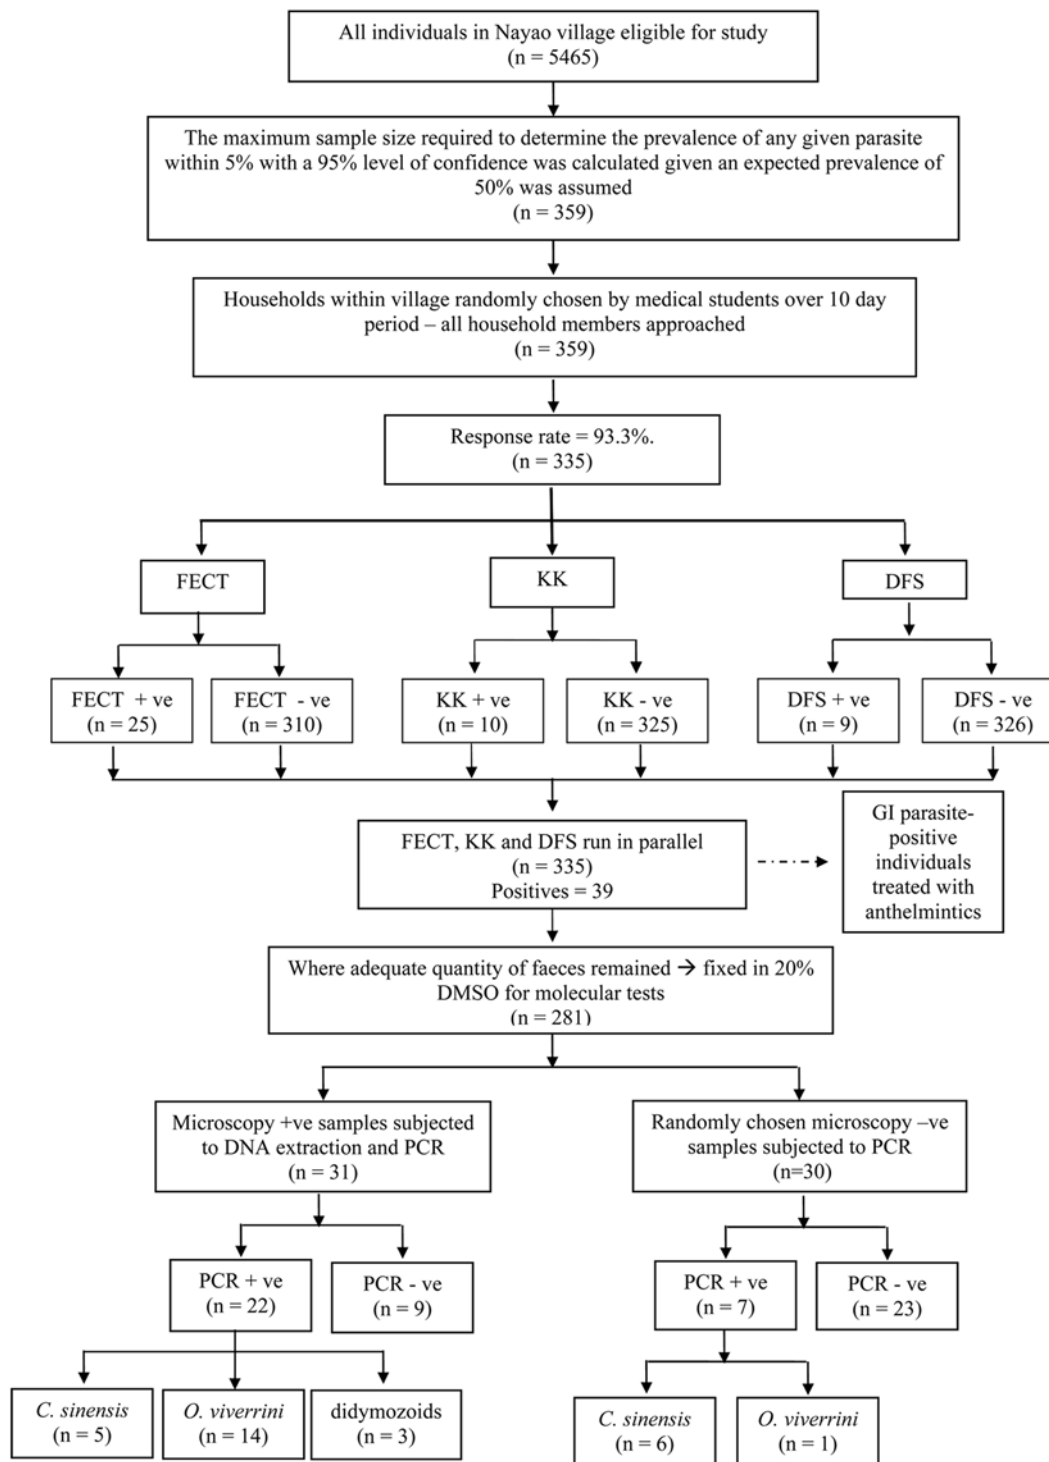 All individuals in Nayao village eligible for study
(n = 5465)
The maximum sample size required to determine the prevalence of any given parasite
within 5% with a 95% level of confidence was calculated given an expected prevalence of
50% was assumed
(n = 359)
Households within village randomly chosen by medical students over 10 day
period – all household members approached
(n = 359)
Response rate = 93.3%.
(n = 335)
FECT
KK
DFS
FECT + ve
(n = 25)
FECT - ve
(n = 310)
KK + ve
(n = 10)
KK - ve
(n = 325)
DFS + ve
(n = 9)
DFS - ve
(n = 326)
FECT, KK and DFS run in parallel
(n = 335)
Positives = 39
GI parasite-
positive
individuals
treated with
anthelmintics
Where adequate quantity of faeces remained → fixed in 20%
DMSO for molecular tests
(n = 281)
Microscopy +ve samples subjected
to DNA extraction and PCR
(n = 31)
Randomly chosen microscopy –ve
samples subjected to PCR
(n=30)
PCR + ve
(n = 22)
PCR - ve
(n = 9)
PCR + ve
(n = 7)
PCR - ve
(n = 23)
C. sinensis
(n = 5)
O. viverrini
(n = 14)
didymozoids
(n = 3)
C. sinensis
(n = 6)
O. viverrini
(n = 1)